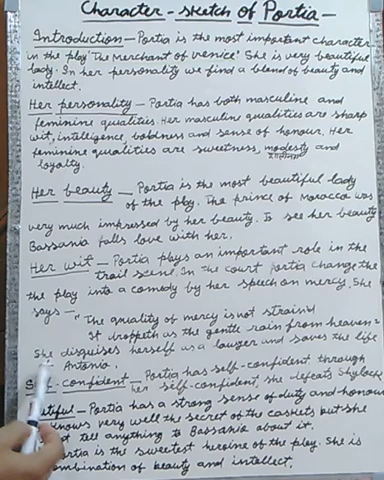 Character - sketch of Portia -
Introduction - Portia is the most important character
in the play 'The Merchant of Venice' She is very beautiful
lady. In her personality we find a blend of beauty and
intellect.
Her personality - Portia has both masculine and
feminine qualities. Her masculine qualities are sharp
wit, intelligence, boldness and sense of honour. Her
feminine qualities are sweetness, modesty and
loyalty.
Her beauty - Portia is the most beautiful lady
of the play. The prince of Morocco was
very much impressed by her beauty. To see her beauty
Bassania falls love with her.
Her wit - Portia plays an important role in the
trail scene. In the court Portia change the
the play into a comedy by her speech on mercy. She
says - "The quality of mercy is not strain'd
It droppeth as the gentle rain from heaven =
She disguises herself as a lawer and saves the life
Antonia.
Self-confident - Portia has self-confident through
her self-confident, she defeats Shylock
- Portia has a strong sense of duty and honour
knows very well the secret of the caskets but she
not tell anything to Bassania about it.
Portia is the sweetest heroine of the play. She is
combination of beauty and intellect.